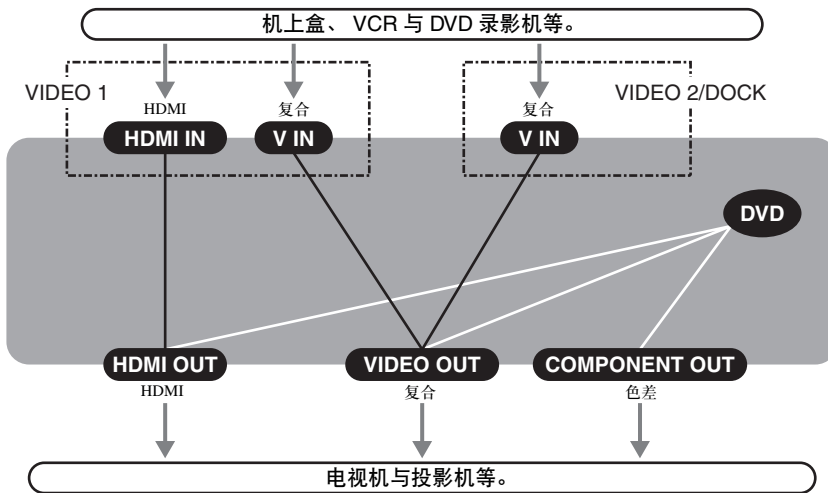 机上盒、 VCR 与 DVD 录影机等。
VIDEO 1
VIDEO 2/DOCK
HDMI
复合
复合
HDMI IN
V IN
V IN
DVD
HDMI OUT
VIDEO OUT
COMPONENT OUT
HDMI
复合
色差
电视机与投影机等。